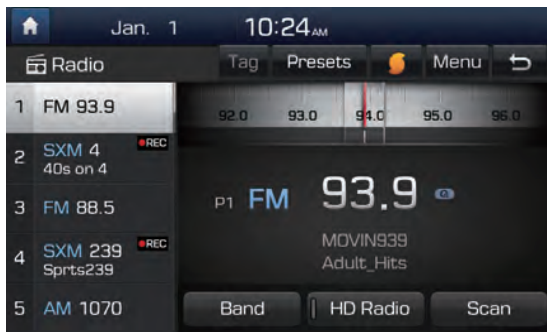 Jan. 1 10:24 AM
Radio Tag Presets Menu
1 FM 93.9
2 SXM 4 REC
40s on 4
3 FM 88.5
4 SXM 239 REC
Sprts239
5 AM 1070
92.0 93.0 94.0 95.0 96.0
P1 FM 93.9
MOVIN939
Adult_Hits
Band HD Radio Scan